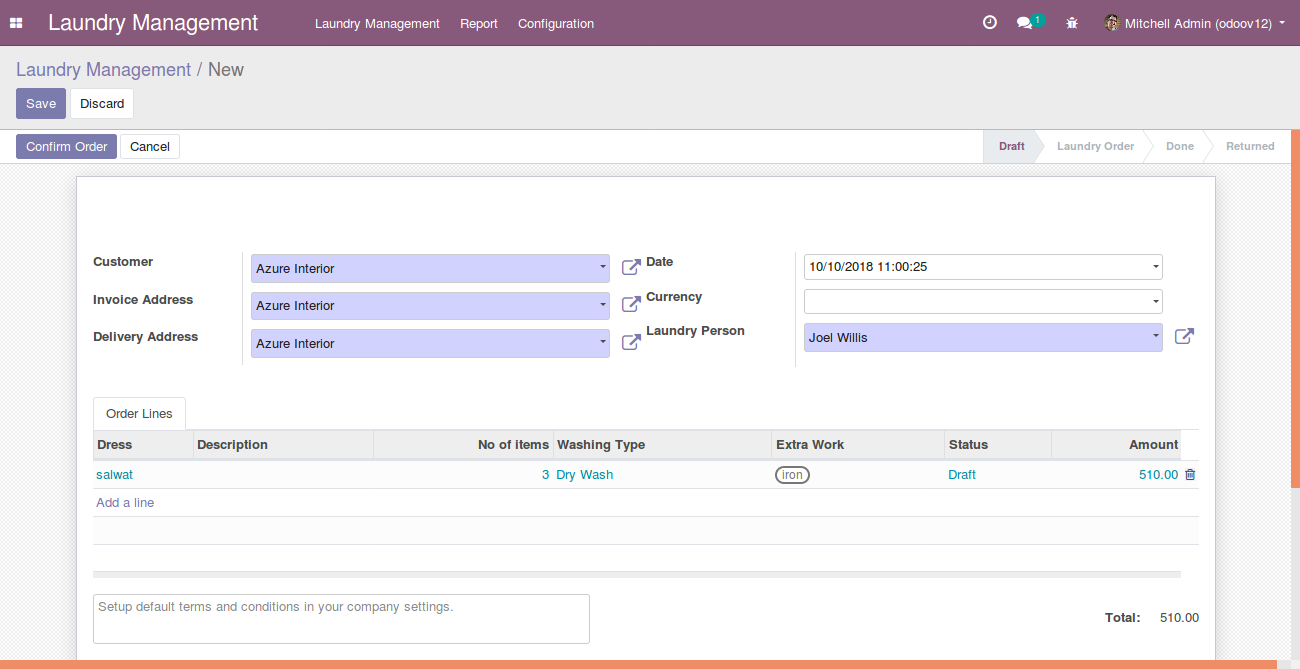 Laundry Management Laundry Management Report Configuration 1 Mitchell Admin (odoov12)
Laundry Management / New
Save Discard
Confirm Order Cancel Draft Laundry Order Done Returned
Customer Azure Interior Date 10/10/2018 11:00:25
Invoice Address Azure Interior Currency
Delivery Address Azure Interior Laundry Person Joel Willis
Order Lines
Dress Description No of items Washing Type Extra Work Status Amount
salwat 3 Dry Wash iron Draft 510.00
Add a line
Setup default terms and conditions in your company settings.
Total: 510.00